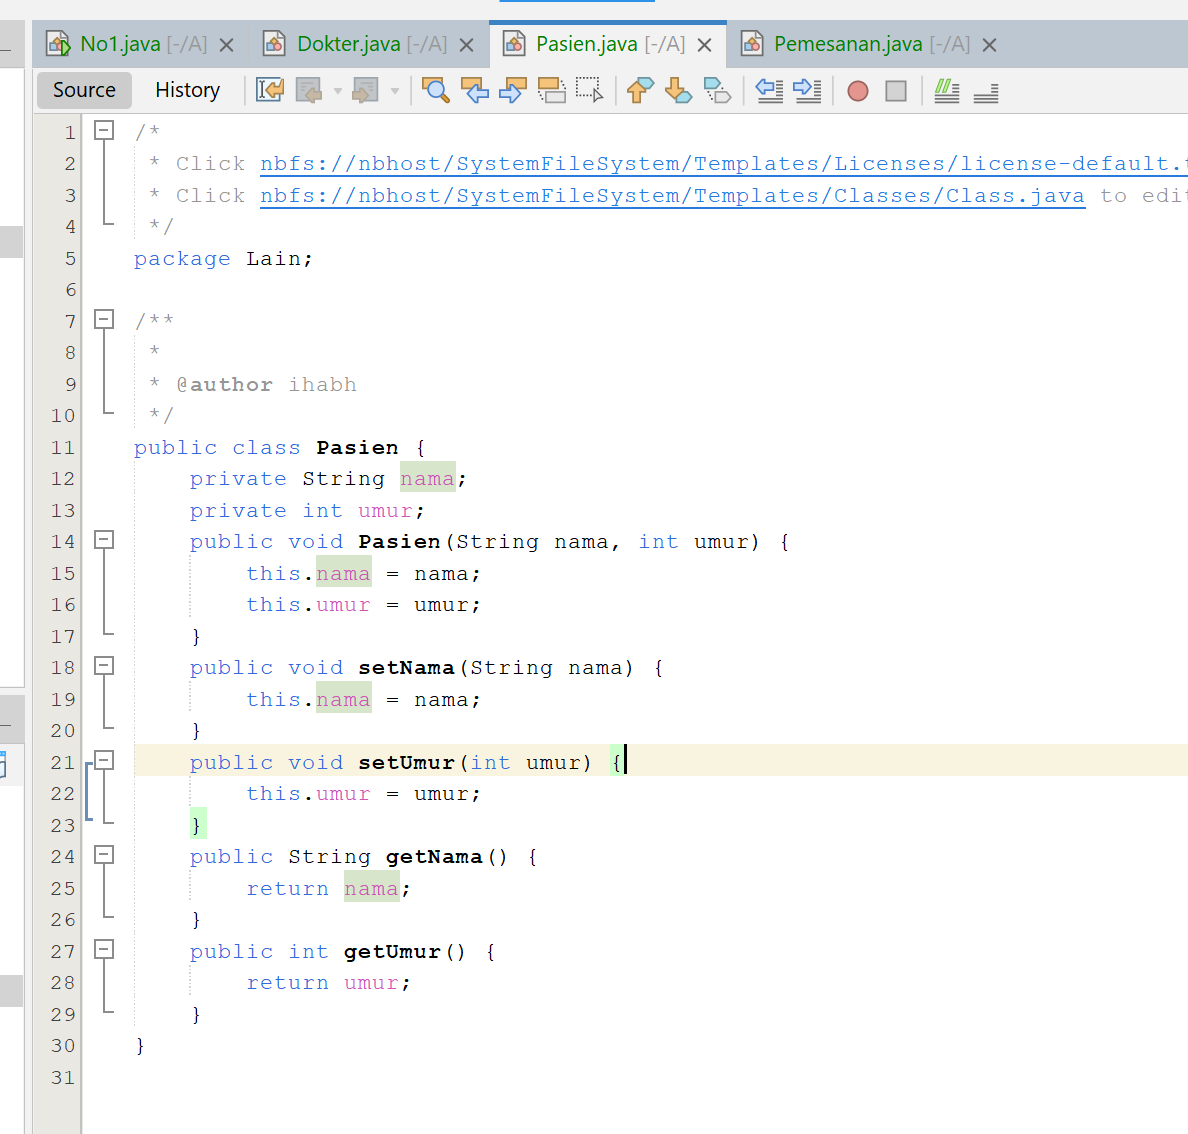 No1.java [-/A] Dokter.java [-/A] Pasien.java [-/A] Pemesanan.java [-/A]
Source History
1 /*
2 * Click nbfs://nbhost/SystemFileSystem/Templates/Licenses/license-default.
3 * Click nbfs://nbhost/SystemFileSystem/Templates/Classes/Class.java to edit
4 */
5 package Lain;
6
7 /**
8 *
9 * @author ihabh
10 */
11 public class Pasien {
12 private String nama;
13 private int umur;
14 public void Pasien(String nama, int umur) {
15 this.nama = nama;
16 this.umur = umur;
17 }
18 public void setNama(String nama) {
19 this.nama = nama;
20 }
21 public void setUmur(int umur) {
22 this.umur = umur;
23 }
24 public String getNama() {
25 return nama;
26 }
27 public int getUmur() {
28 return umur;
29 }
30 }
31